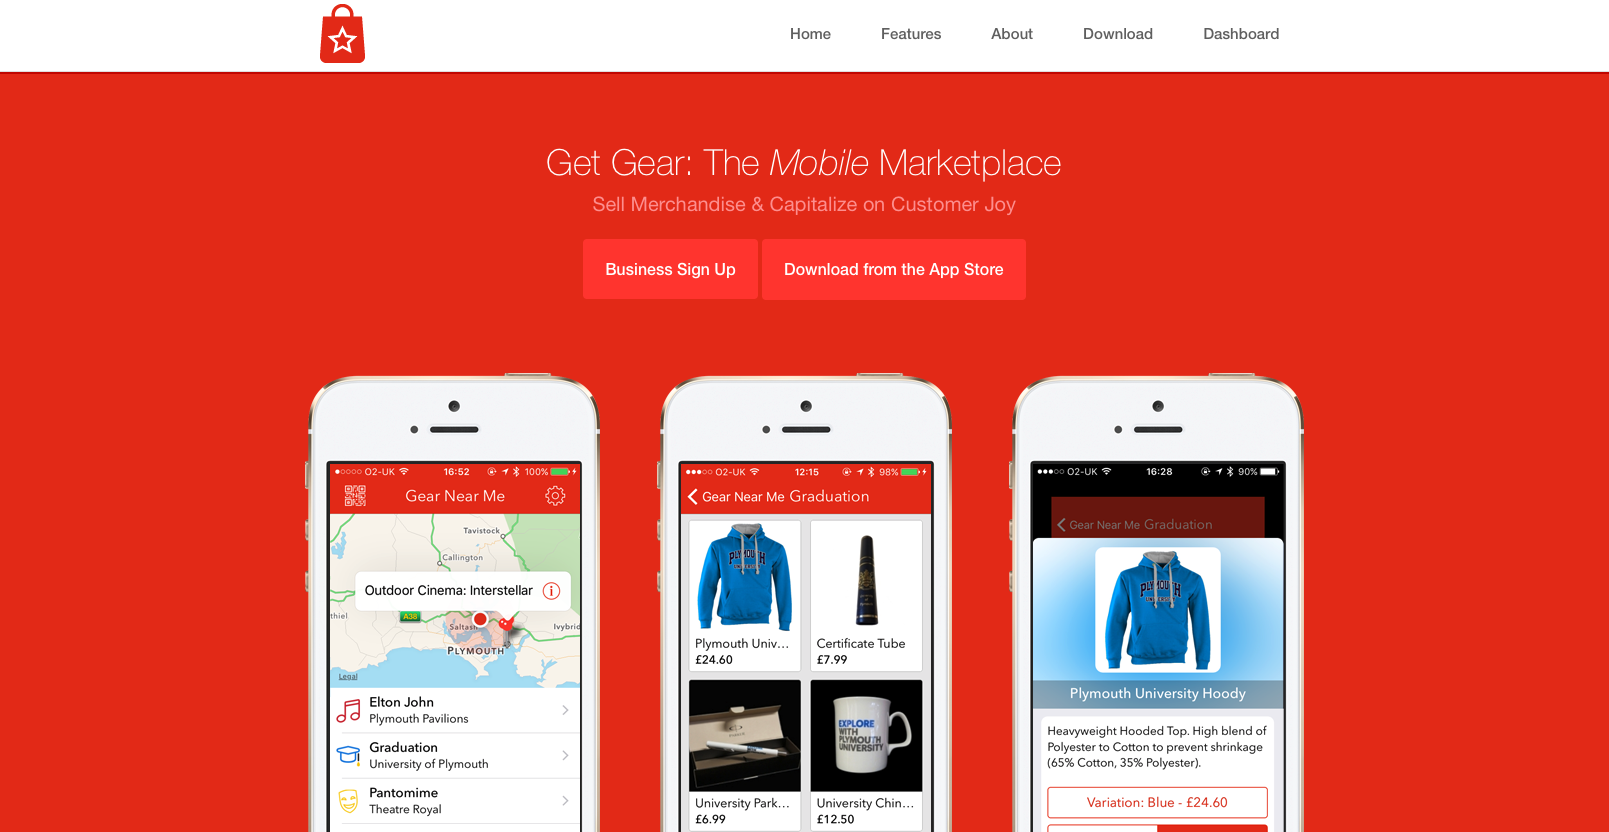 Home Features About Download Dashboard
Get Gear: The Mobile Marketplace
Sell Merchandise & Capitalize on Customer Joy
Business Sign Up
Download from the App Store
O2-UK 16:52 100%
Gear Near Me
Tavistock
Callington
Outdoor Cinema: Interstellar
thiel
A38
Saltash
Ivybrid
PLYMOUTH
Legal
Elton John
Plymouth Pavilions
Graduation
University of Plymouth
Pantomime
Theatre Royal
O2-UK 12:15 98%
Gear Near Me Graduation
PLYMOUTH
UNIVERSITY
Plymouth Univ...
£24.60
Certificate Tube
£7.99
EXPLORE
WITH
PLYMOUTH
UNIVERSITY
University Park...
£6.99
University Chin...
£12.50
O2-UK 16:28 90%
Gear Near Me Graduation
PLYMOUTH
UNIVERSITY
Plymouth University Hoody
Heavyweight Hooded Top. High blend of
Polyester to Cotton to prevent shrinkage
(65% Cotton, 35% Polyester).
Variation: Blue - £24.60